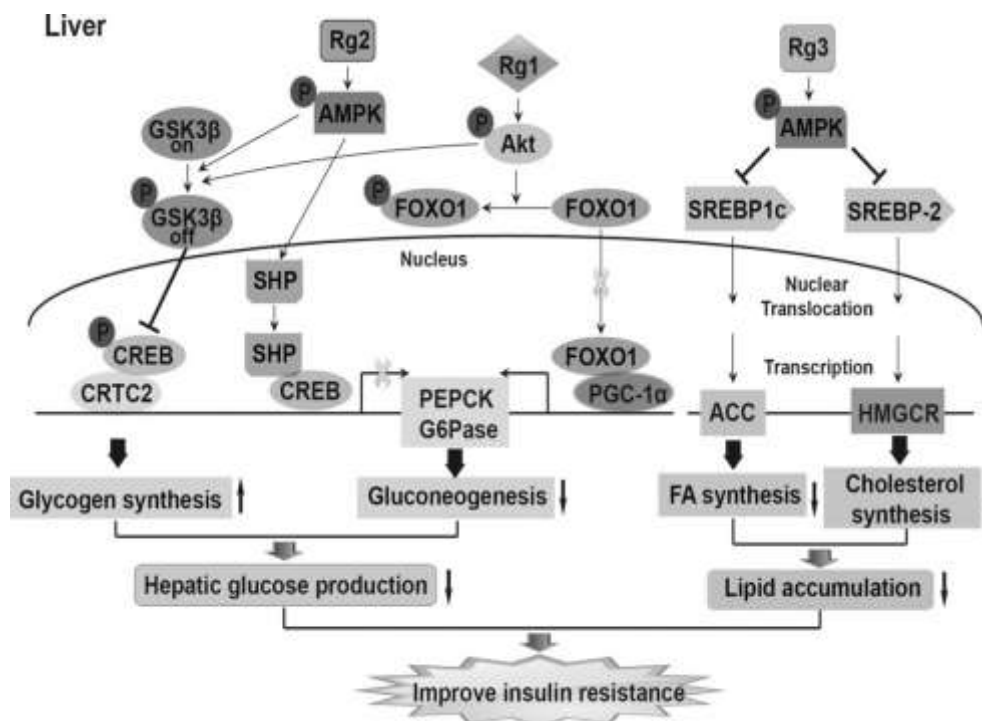 Liver
Rg2
Rg1
Rg3
P
AMPK
P
AMPK
GSK3β
on
P
Akt
P
GSK3β
off
P
FOXO1
FOXO1
SREBP1c
SREBP-2
Nucleus
SHP
Nuclear
Translocation
P
CREB
SHP
FOXO1
Transcription
CRTC2
CREB
PEPCK
G6Pase
PGC-1α
ACC
HMGCR
Glycogen synthesis
Gluconeogenesis
FA synthesis
Cholesterol
synthesis
Hepatic glucose production
Lipid accumulation
Improve insulin resistance